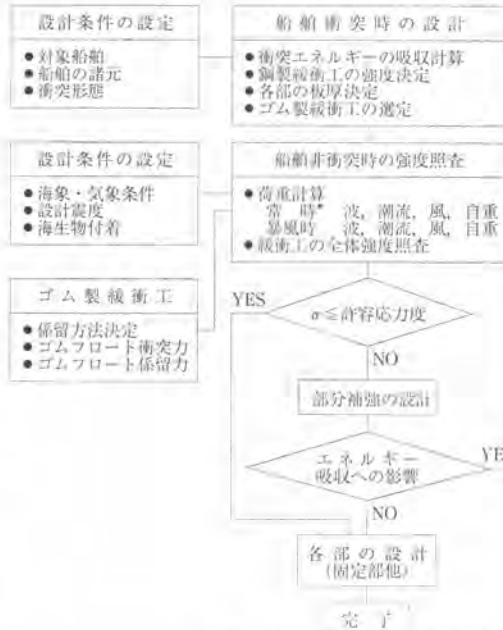 設計条件の設定
●対象船舶
●船舶の諸元
●衝突形態
船舶衝突時の設計
●衝突エネルギーの吸収計算
●鋼製緩衝工の強度決定
●各部の板厚決定
●ゴム製緩衝工の選定
設計条件の設定
●海象・気象条件
●設計震度
●海生物付着
船舶非衝突時の強度照査
●荷重計算
常時* 波,潮流,風,自重
暴風時 波,潮流,風,自重
●緩衝工の全体強度照査
ゴム製緩衝工
●係留方法決定
●ゴムフロート衝突力
●ゴムフロート係留力
YES
σ≦許容応力度
NO
部分補強の設計
エネルギー
吸収への影響
YE
NO
各部の設計
(固定部他)
完了